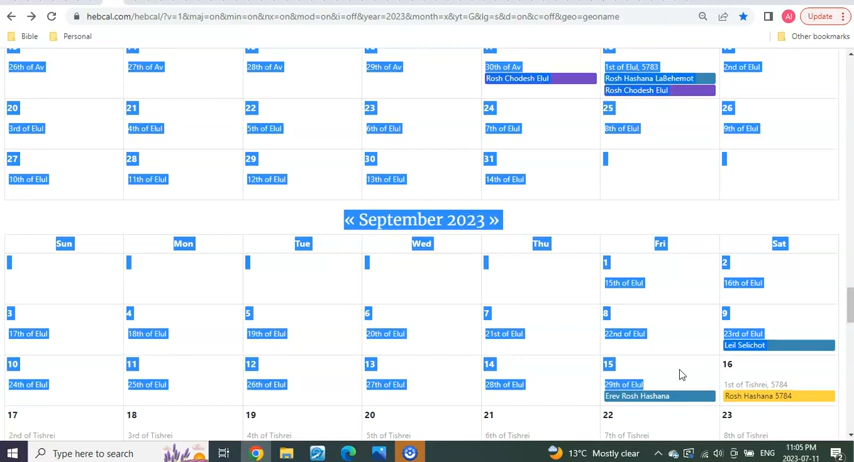 hebcal.com/hebcal/?v=1&maj=on&min=on&nx=on&mod=on&i=off&year=2023&month=x&yt=G&lg=s&d=on&c=off&geo=geoname
AI
Update
Bible Personal Other bookmarks
26th of Av 27th of Av 28th of Av 29th of Av 30th of Av 1st of Elul, 5783 2nd of Elul
Rosh Chodesh Elul Rosh Hashana LaBehemot
Rosh Chodesh Elul
20 21 22 23 24 25 26
3rd of Elul 4th of Elul 5th of Elul 6th of Elul 7th of Elul 8th of Elul 9th of Elul
27 28 29 30 31
10th of Elul 11th of Elul 12th of Elul 13th of Elul 14th of Elul
« September 2023 »
Sun Mon Tue Wed Thu Fri Sat
1 2
15th of Elul 16th of Elul
3 4 5 6 7 8 9
17th of Elul 18th of Elul 19th of Elul 20th of Elul 21st of Elul 22nd of Elul 23rd of Elul
Leil Selichot
10 11 12 13 14 15 16
24th of Elul 25th of Elul 26th of Elul 27th of Elul 28th of Elul 29th of Elul 1st of Tishrei, 5784
Erev Rosh Hashana Rosh Hashana 5784
17 18 19 20 21 22 23
2nd of Tishrei 3rd of Tishrei 4th of Tishrei 5th of Tishrei 6th of Tishrei 7th of Tishrei 8th of Tishrei
Type here to search
13°C Mostly clear
ENG
11:05 PM
2023-07-11
2